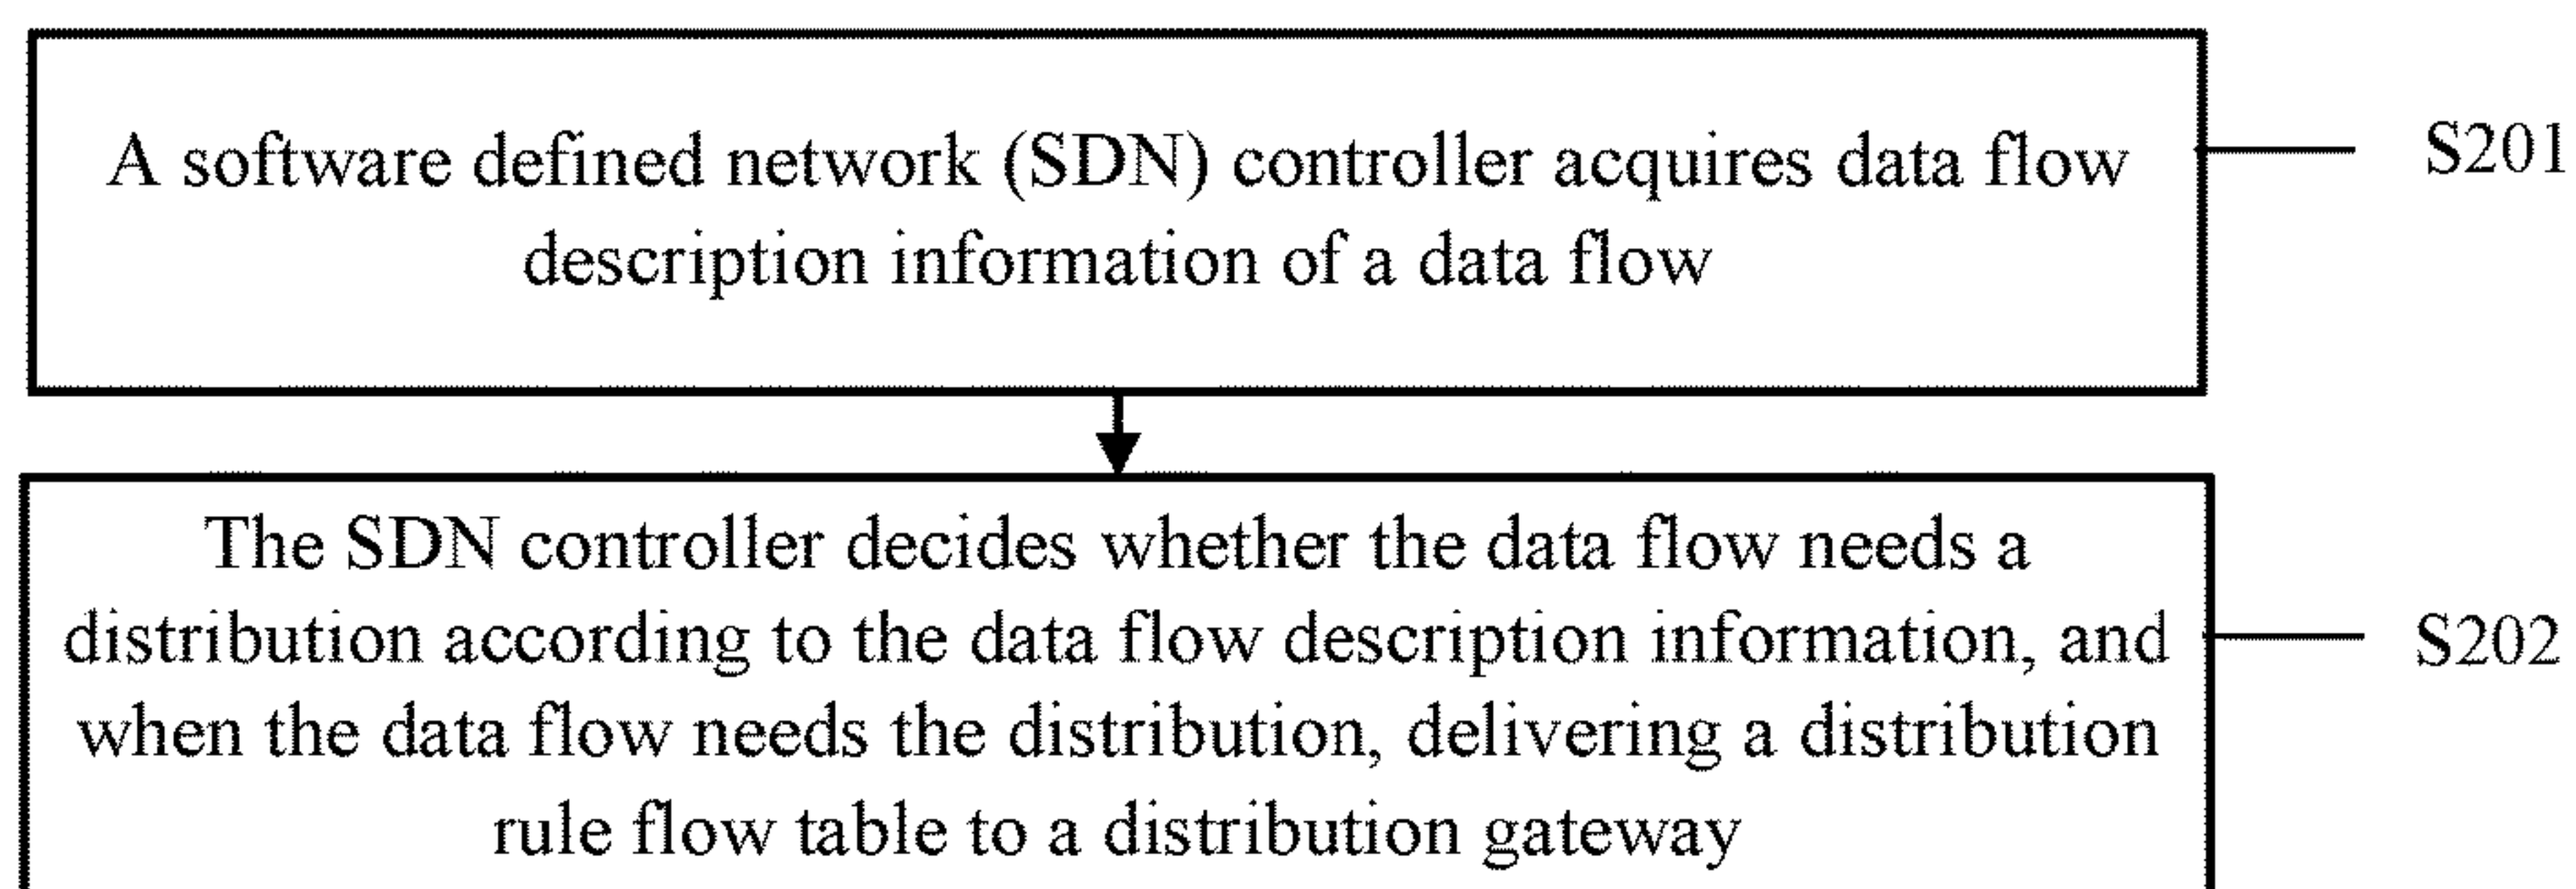 A software defined network (SDN) controller acquires data flow
description information of a data flow
S201
The SDN controller decides whether the data flow needs a
distribution according to the data flow description information, and
when the data flow needs the distribution, delivering a distribution
rule flow table to a distribution gateway
S202